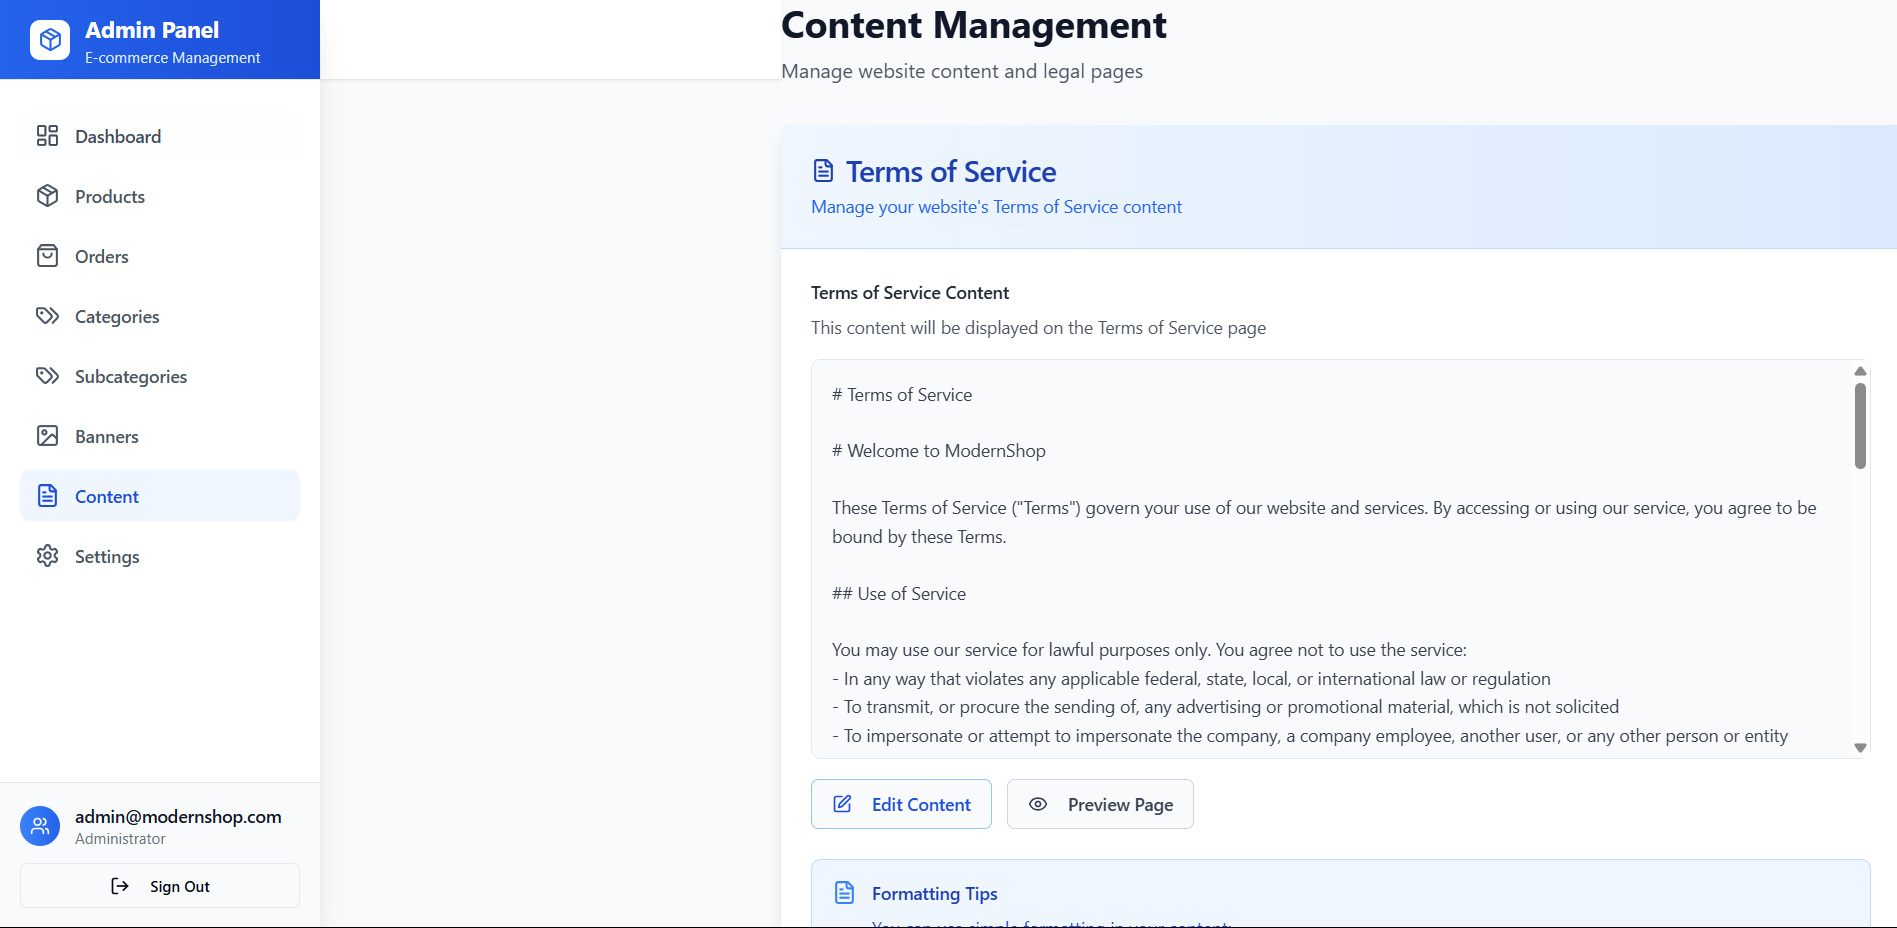 Admin Panel
E-commerce Management
Dashboard
Products
Orders
Categories
Subcategories
Banners
Content
Settings
admin@modernshop.com
Administrator
Sign Out
Content Management
Manage website content and legal pages
Terms of Service
Manage your website's Terms of Service content
Terms of Service Content
This content will be displayed on the Terms of Service page
# Terms of Service
# Welcome to ModernShop
These Terms of Service ("Terms") govern your use of our website and services. By accessing or using our service, you agree to be
bound by these Terms.
## Use of Service
You may use our service for lawful purposes only. You agree not to use the service:
- In any way that violates any applicable federal, state, local, or international law or regulation
- To transmit, or procure the sending of, any advertising or promotional material, which is not solicited
- To impersonate or attempt to impersonate the company, a company employee, another user, or any other person or entity
Edit Content
Preview Page
Formatting Tips
You can use simple formatting in your content: